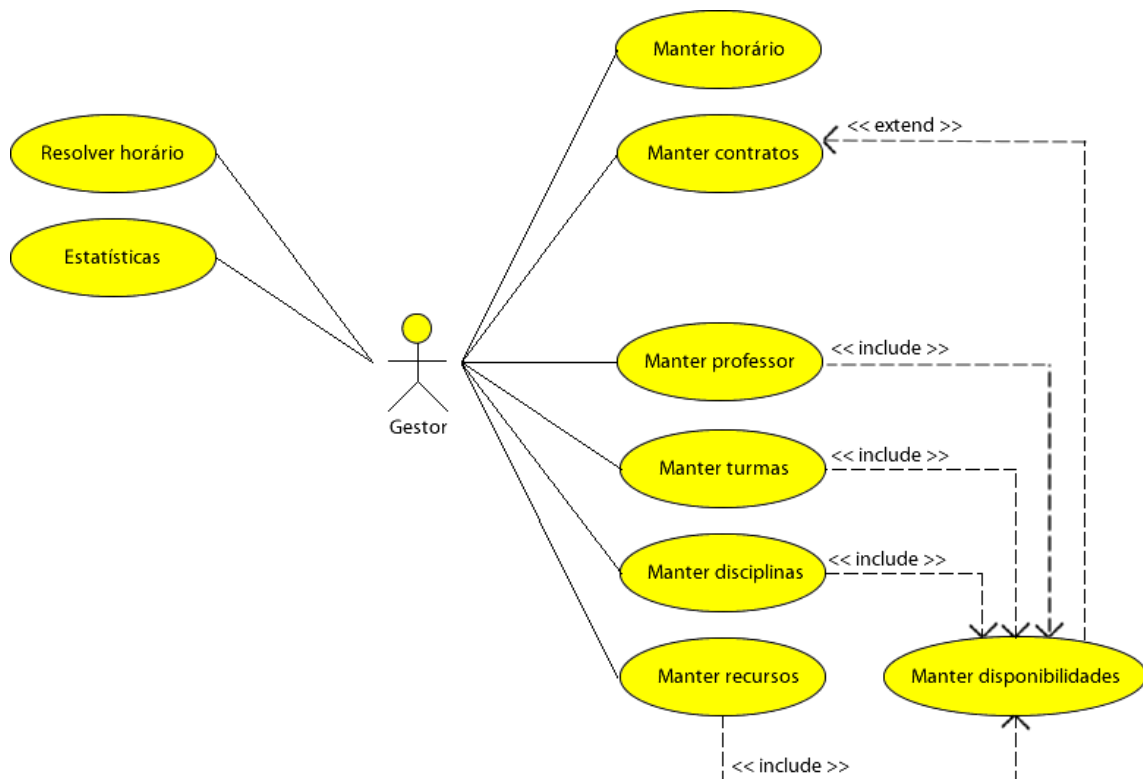 Manter horário
<< extend >>
Resolver horário
Manter contratos
Estatísticas
Manter professor
<< include >>
Gestor
Manter turmas
<< include >>
Manter disciplinas
<< include >>
Manter recursos
Manter disponibilidades
<< include >>